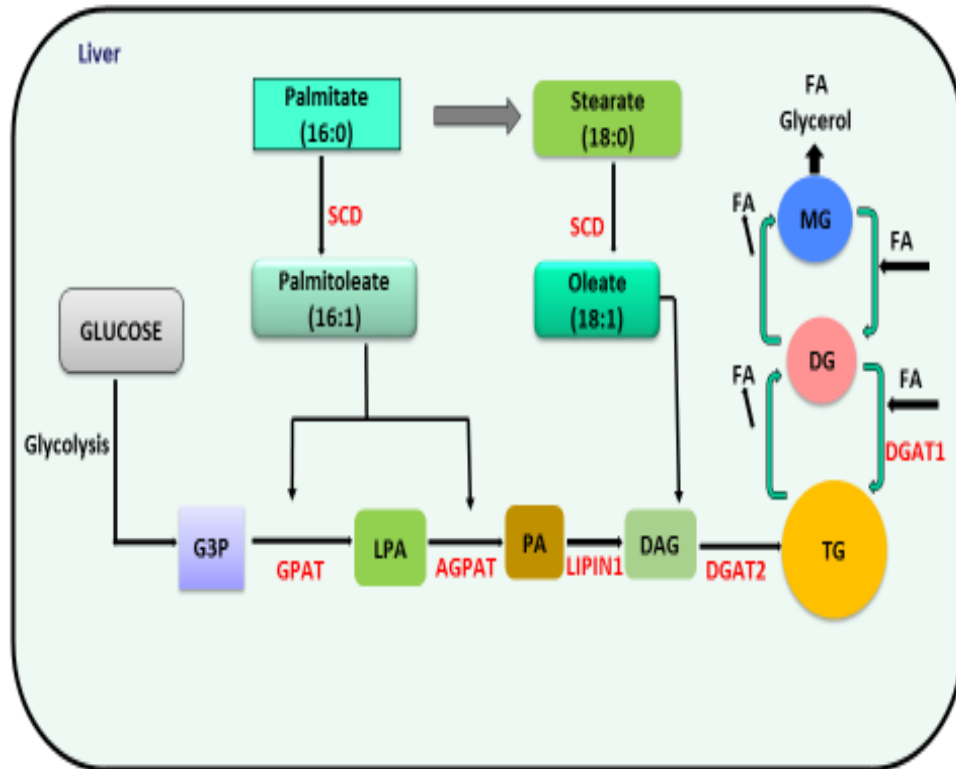 Liver
Palmitate
(16:0)
Stearate
(18:0)
FA
Glycerol
SCD
SCD
FA
MG
FA
Palmitoleate
(16:1)
Oleate
(18:1)
GLUCOSE
DG
FA
FA
Glycolysis
DGAT1
G3P
LPA
PA
DAG
TG
GPAT
AGPAT
LIPIN1
DGAT2